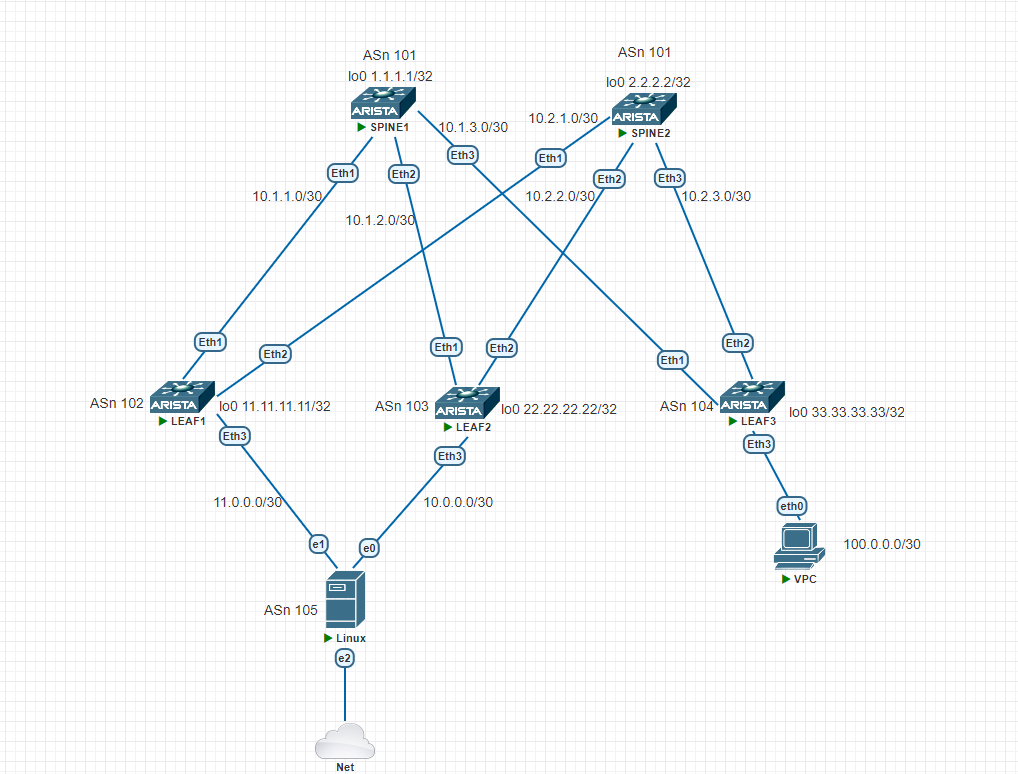 ASn 101
ASn 101
lo0 1.1.1.1/32
lo0 2.2.2.2/32
ARISTA
ARISTA
SPINE1
SPINE2
10.1.3.0/30
10.2.1.0/30
Eth3
Eth1
Eth1
Eth2
Eth2
Eth3
10.1.1.0/30
10.2.2.0/30
10.2.3.0/30
10.1.2.0/30
Eth1
Eth2
Eth1
Eth2
Eth1
Eth2
ASn 102
ARISTA
LEAF1
lo0 11.11.11.11/32
ASn 103
ARISTA
LEAF2
lo0 22.22.22.22/32
ASn 104
ARISTA
LEAF3
lo0 33.33.33.33/32
Eth3
Eth3
Eth3
11.0.0.0/30
10.0.0.0/30
eth0
e1
e0
100.0.0.0/30
VPC
ASn 105
Linux
e2
Net